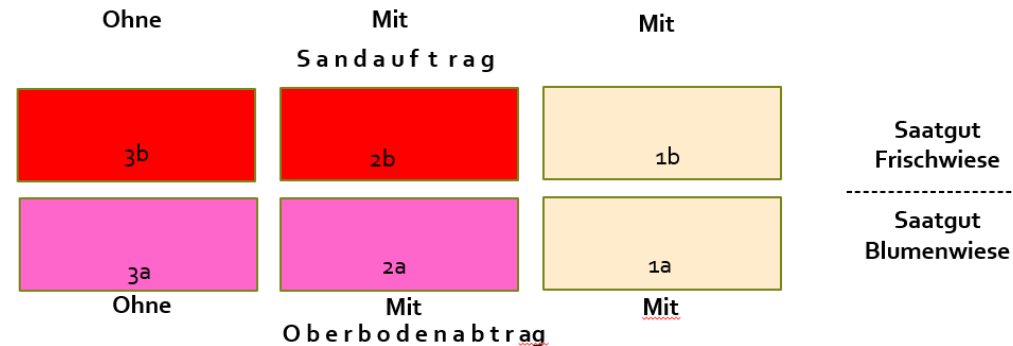 Ohne Mit Mit
Sandauftrag
3b 2b 1b
Saatgut
Frischwiese
Saatgut
Blumenwiese
3a 2a 1a
Ohne Mit Mit
Oberbodenabtrag